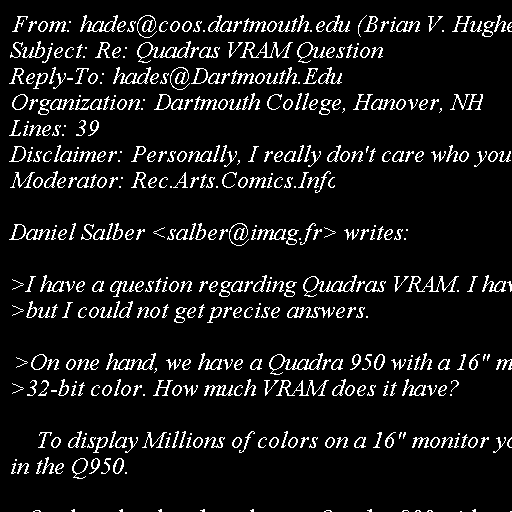 From: hades@coos.dartmouth.edu (Brian V. Hughe
Subject: Re: Quadras VRAM Question
Reply-To: hades@Dartmouth.Edu
Organization: Dartmouth College, Hanover, NH
Lines: 39
Disclaimer: Personally, I really don't care who you
Moderator: Rec.Arts.Comics.Info

Daniel Salber <salber@imag.fr> writes:

>I have a question regarding Quadras VRAM. I hav
>but I could not get precise answers.

>On one hand, we have a Quadra 950 with a 16" m
>32-bit color. How much VRAM does it have?

To display Millions of colors on a 16" monitor yo
in the Q950.